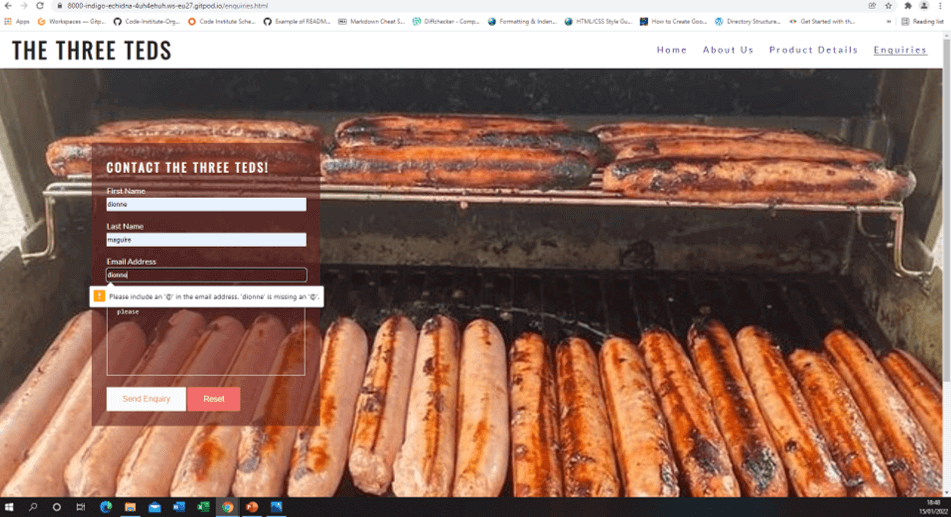 8000-indigo-echidna-4uh4ehuh.ws-eu27.gitpod.io/enquiries.html
Apps
Workspaces — Gitp...
Code-Institute-Org...
Code Institute Sche...
Example of READM...
Markdown Cheat S...
Diffchecker - Comp...
Formatting & Inden...
HTML/CSS Style Gu...
How to Create Goo...
Directory Structure...
Get Started with th...
»
Reading list
THE THREE TEDS
Home
About Us
Product Details
Enquiries
CONTACT THE THREE TEDS!
First Name
dionne
Last Name
maguire
Email Address
dionne
! Please include an '@' in the email address. 'dionne' is missing an '@'.
please
Send Enquiry
Reset
18:48
15/01/2022